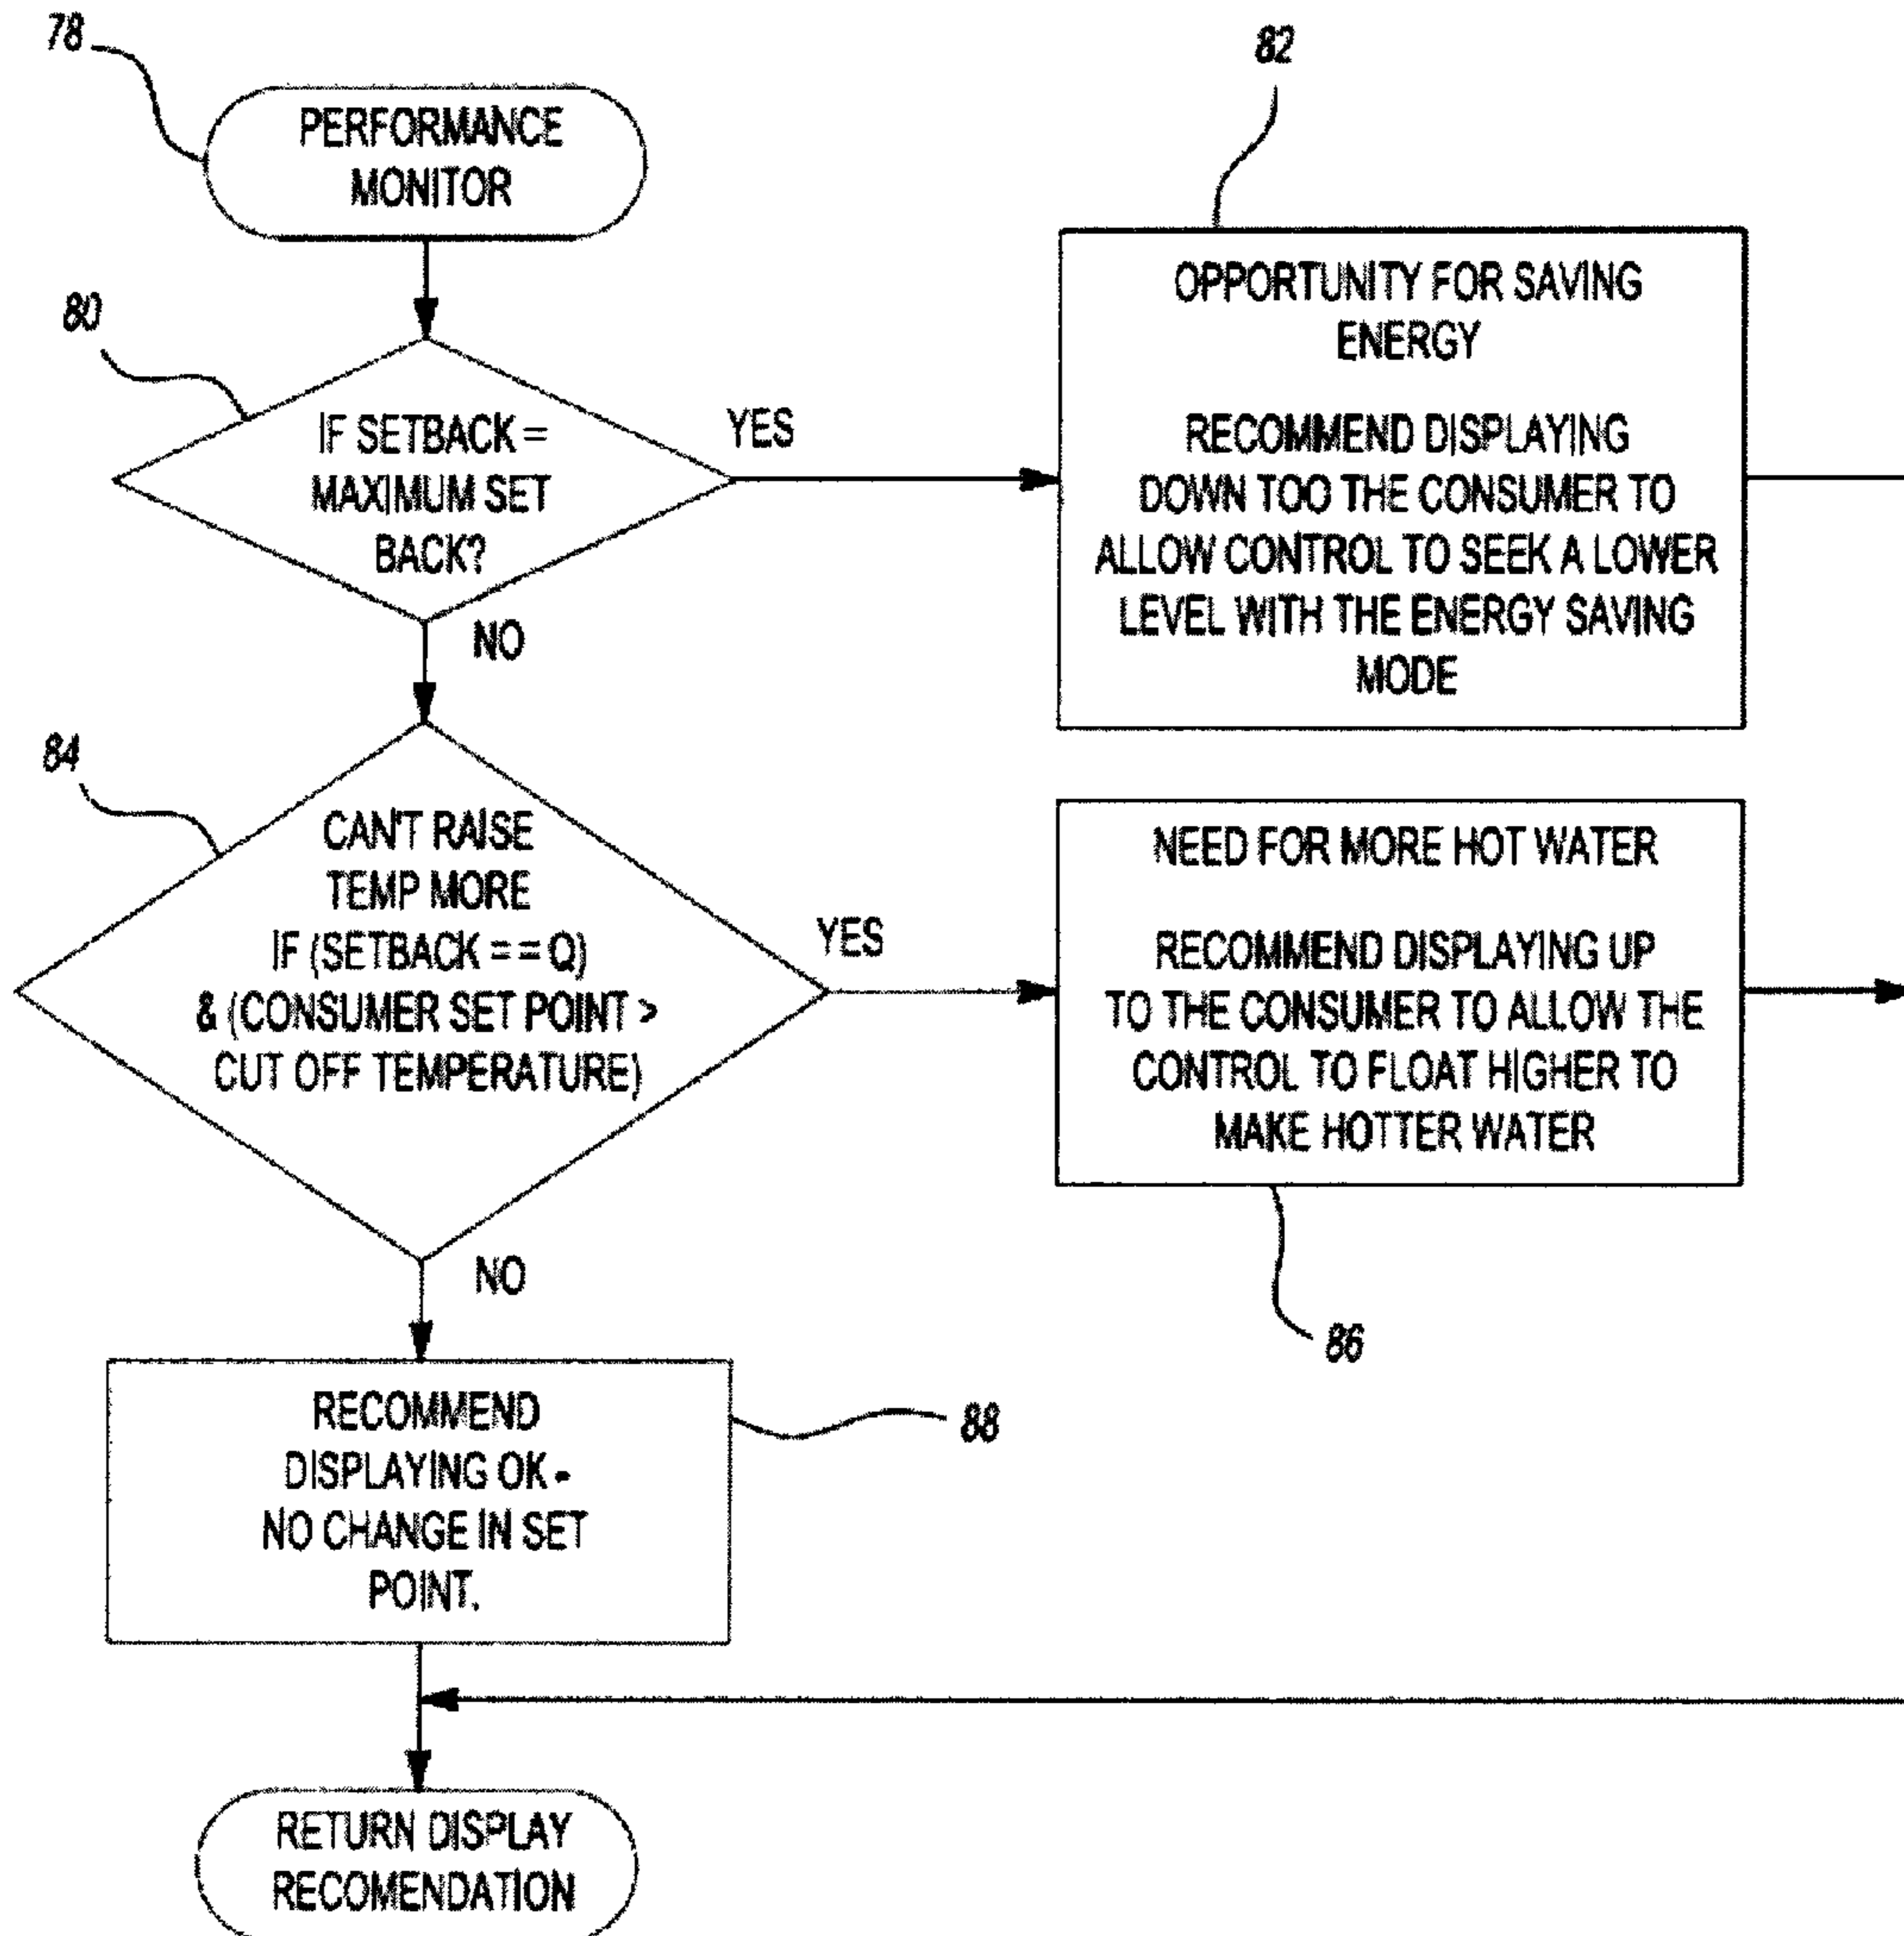 78
PERFORMANCE
MONITOR
80
IF SETBACK =
MAXIMUM SET
BACK?
YES
NO
82
OPPORTUNITY FOR SAVING
ENERGY
RECOMMEND DISPLAYING
DOWN TOO THE CONSUMER TO
ALLOW CONTROL TO SEEK A LOWER
LEVEL WITH THE ENERGY SAVING
MODE
84
CAN'T RAISE
TEMP MORE
IF (SETBACK = = Q)
& (CONSUMER SET POINT >
CUT OFF TEMPERATURE)
YES
NO
NEED FOR MORE HOT WATER
RECOMMEND DISPLAYING UP
TO THE CONSUMER TO ALLOW THE
CONTROL TO FLOAT HIGHER TO
MAKE HOTTER WATER
86
RECOMMEND
DISPLAYING OK -
NO CHANGE IN SET
POINT.
88
RETURN DISPLAY
RECOMENDATION